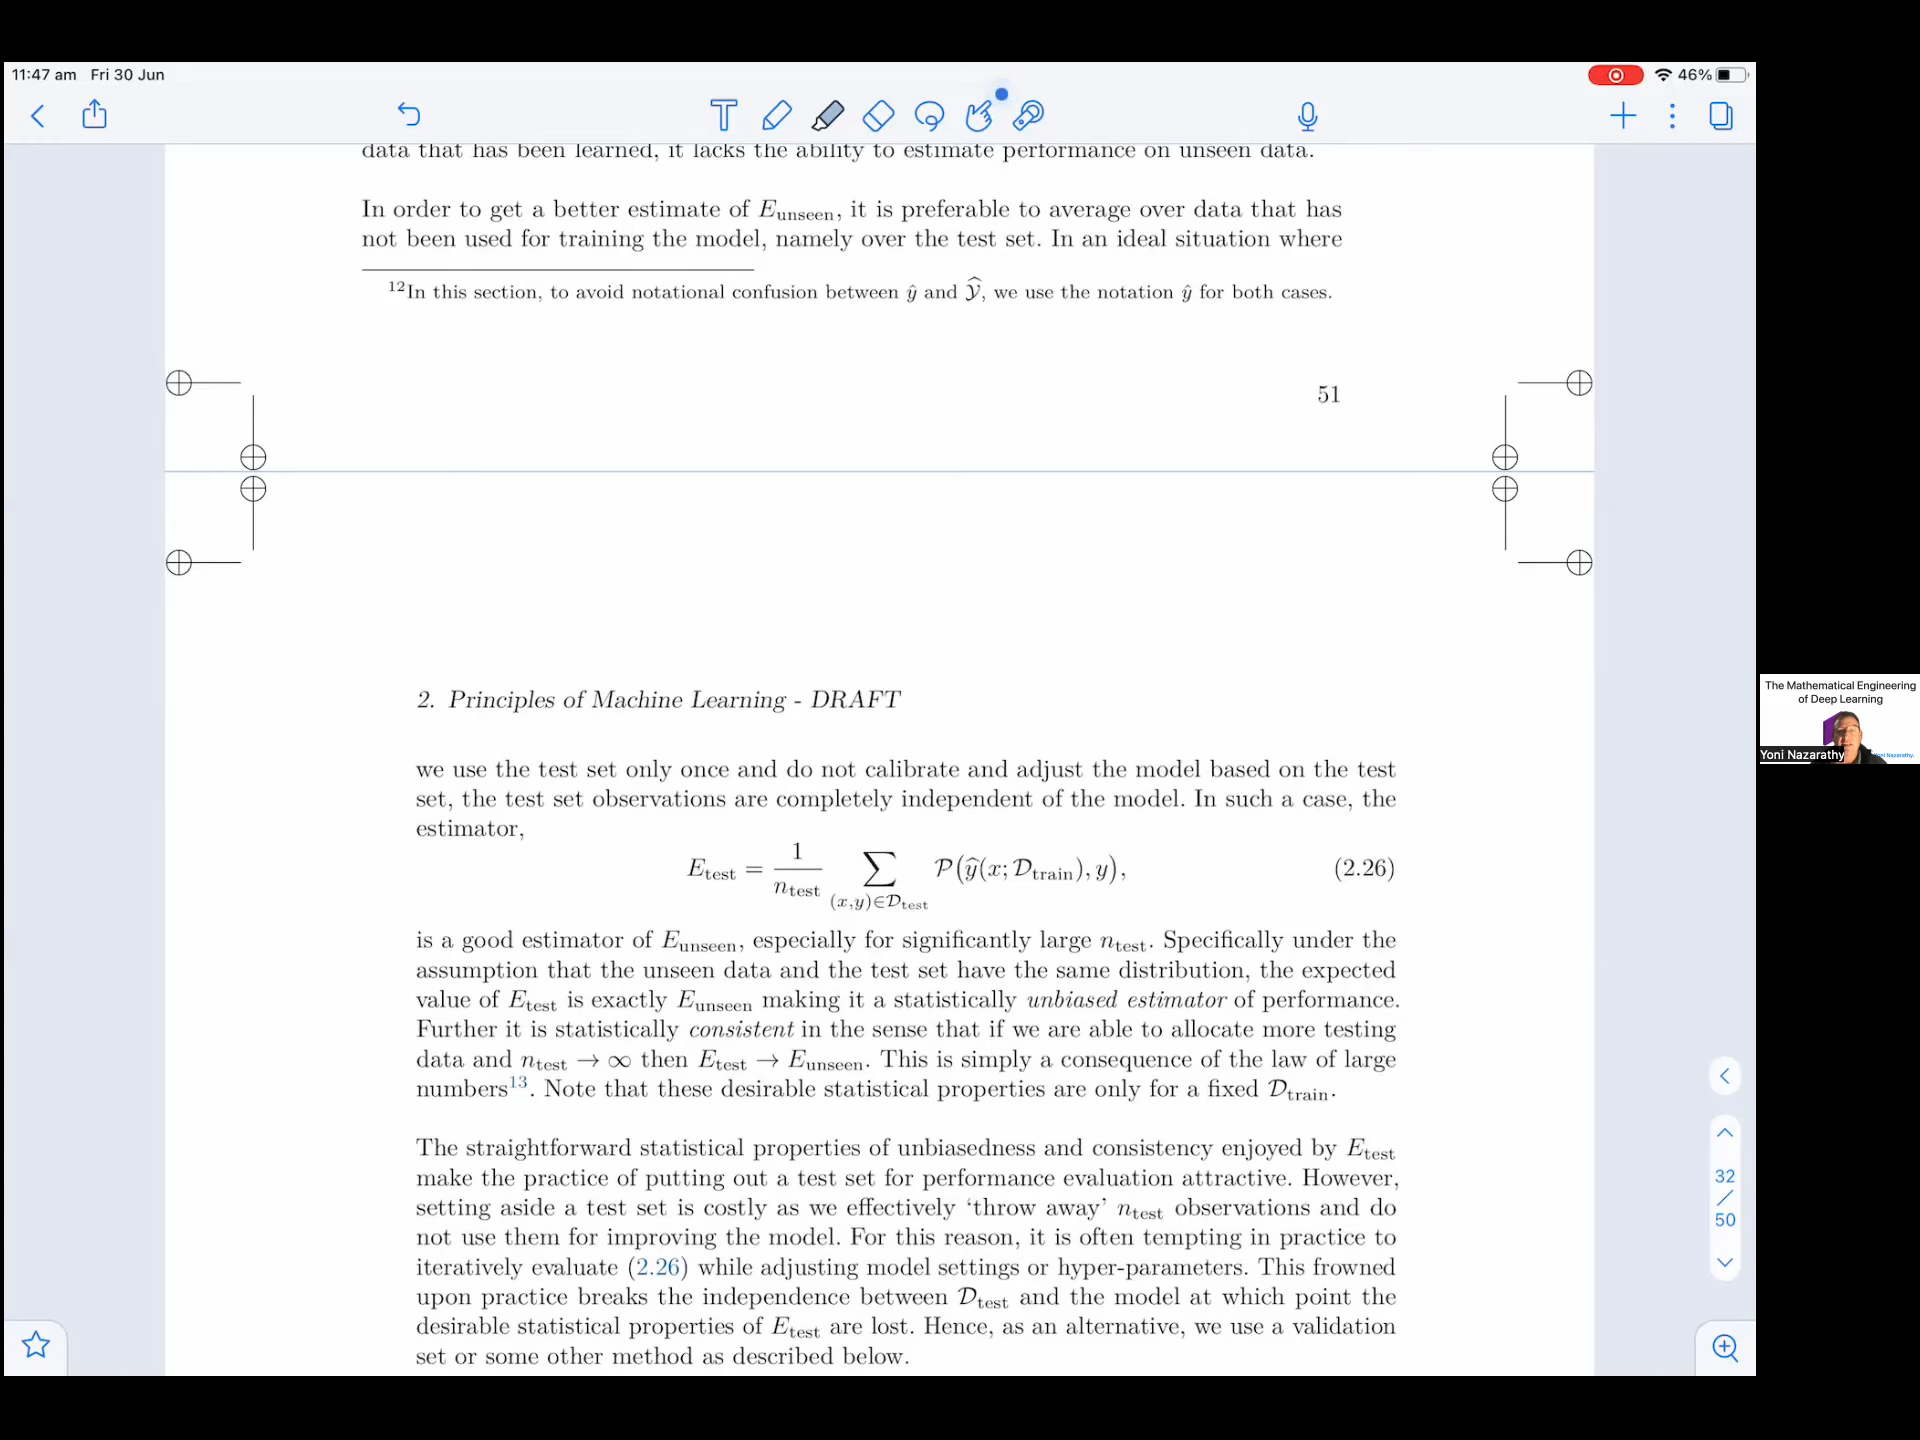 11:47 am Fri 30 Jun
46%
data that has been learned, it lacks the ability to estimate performance on unseen data.
In order to get a better estimate of E_unseen, it is preferable to average over data that has
not been used for training the model, namely over the test set. In an ideal situation where
¹²In this section, to avoid notational confusion between ŷ and 𝒴̂, we use the notation ŷ for both cases.
51
2. Principles of Machine Learning - DRAFT
we use the test set only once and do not calibrate and adjust the model based on the test
set, the test set observations are completely independent of the model. In such a case, the
estimator,
E_test = 1/n_test ∑_{(x,y)∈𝒟_test} 𝒫(ŷ(x; 𝒟_train), y), (2.26)
is a good estimator of E_unseen, especially for significantly large n_test. Specifically under the
assumption that the unseen data and the test set have the same distribution, the expected
value of E_test is exactly E_unseen making it a statistically unbiased estimator of performance.
Further it is statistically consistent in the sense that if we are able to allocate more testing
data and n_test → ∞ then E_test → E_unseen. This is simply a consequence of the law of large
numbers¹³. Note that these desirable statistical properties are only for a fixed 𝒟_train.
The straightforward statistical properties of unbiasedness and consistency enjoyed by E_test
make the practice of putting out a test set for performance evaluation attractive. However,
setting aside a test set is costly as we effectively ‘throw away’ n_test observations and do
not use them for improving the model. For this reason, it is often tempting in practice to
iteratively evaluate (2.26) while adjusting model settings or hyper-parameters. This frowned
upon practice breaks the independence between 𝒟_test and the model at which point the
desirable statistical properties of E_test are lost. Hence, as an alternative, we use a validation
set or some other method as described below.
32
/
50
The Mathematical Engineering
of Deep Learning
Yoni Nazarathy
Yoni Nazarathy.